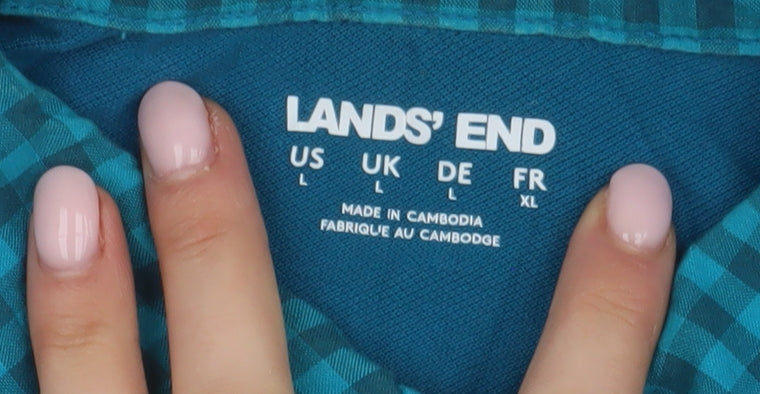 LANDS' END
US UK DE FR
L L L XL
MADE IN CAMBODIA
FABRIQUE AU CAMBODGE